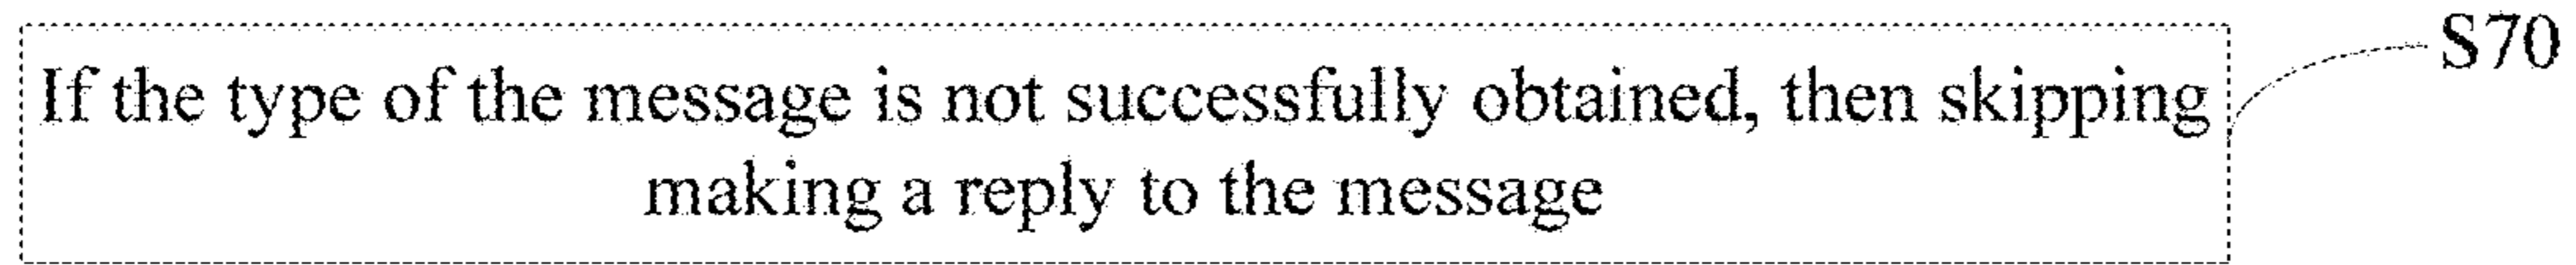 S70
If the type of the message is not successfully obtained, then skipping
making a reply to the message